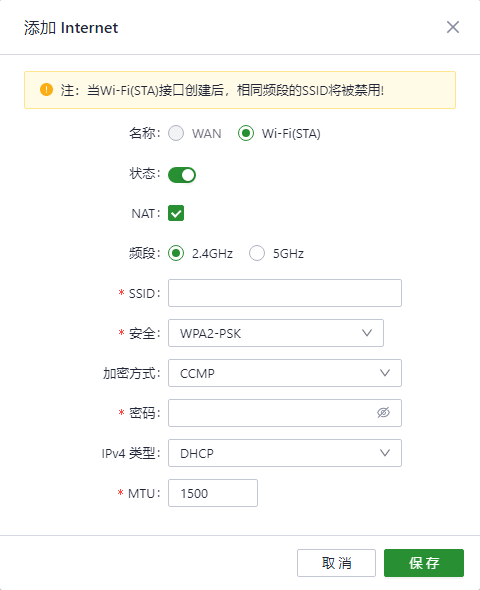 添加 Internet
注：当Wi-Fi(STA)接口创建后，相同频段的SSID将被禁用!
名称： WAN Wi-Fi(STA)
状态：
NAT：
频段： 2.4GHz 5GHz
* SSID：
* 安全： WPA2-PSK
加密方式： CCMP
* 密码：
IPv4 类型： DHCP
* MTU： 1500
取消 保存